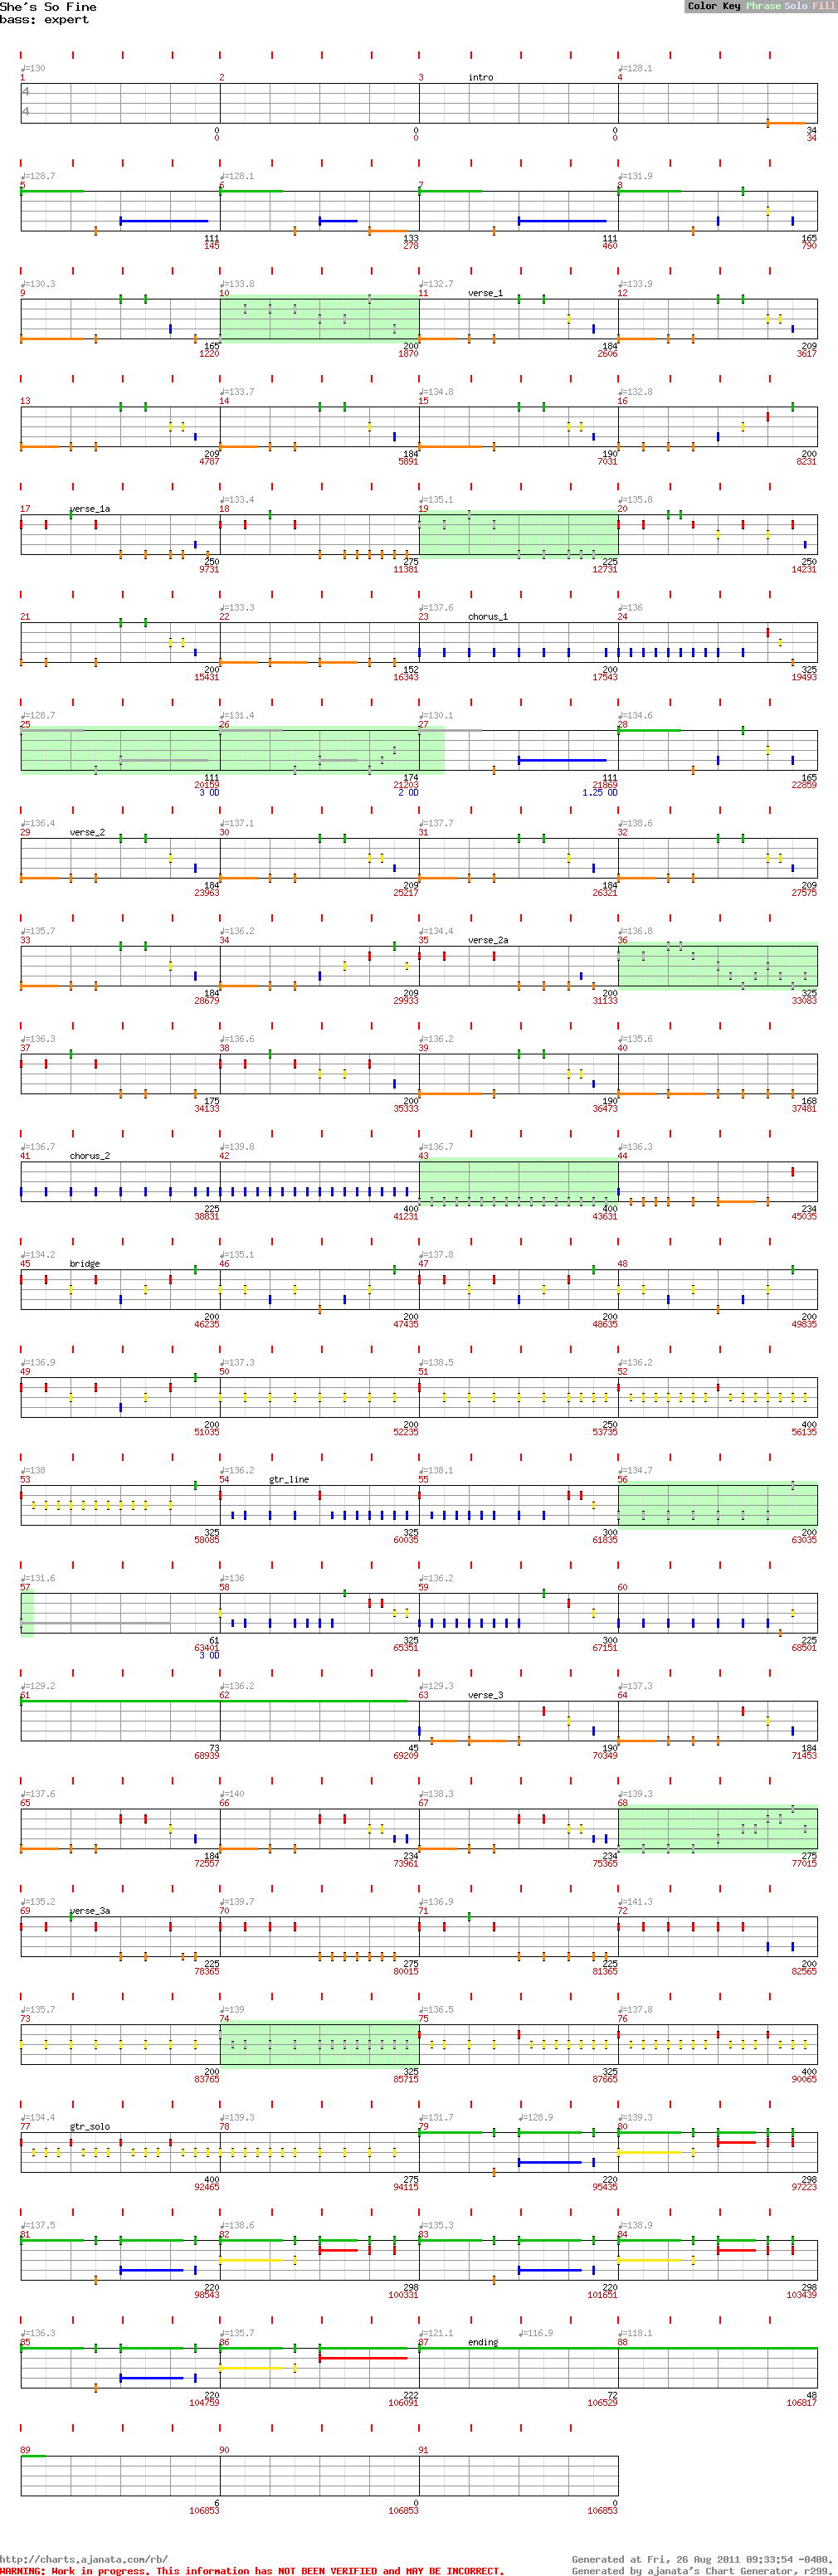 She's So Fine
bass: expert
Color Key Phrase Solo Fill
♩=130 ♩=128.1
1 2 3 intro 4
4
4
0 0 0 34
0 0 0 34
♩=128.7 ♩=128.1 ♩=131.9
5 6 7 8
111 133 111 165
145 278 460 790
♩=130.3 ♩=133.8 ♩=132.7 ♩=133.9
9 10 11 verse_1 12
165 200 184 209
1220 1870 2606 3617
♩=133.7 ♩=134.8 ♩=132.8
13 14 15 16
209 184 190 200
4787 5891 7031 8231
♩=133.4 ♩=135.1 ♩=135.8
17 verse_1a 18 19 20
250 275 225 250
9731 11381 12731 14231
♩=133.3 ♩=137.6 ♩=136
21 22 23 chorus_1 24
200 152 200 325
15431 16343 17543 19493
♩=128.7 ♩=131.4 ♩=130.1 ♩=134.6
25 26 27 28
111 174 111 165
20159 21203 21869 22859
3 OD 2 OD 1.25 OD
♩=136.4 ♩=137.1 ♩=137.7 ♩=138.6
29 verse_2 30 31 32
184 209 184 209
23963 25217 26321 27575
♩=135.7 ♩=136.2 ♩=134.4 ♩=136.8
33 34 35 verse_2a 36
184 209 200 325
28679 29933 31133 33083
♩=136.3 ♩=136.6 ♩=136.2 ♩=135.6
37 38 39 40
175 200 190 168
34133 35333 36473 37481
♩=136.7 ♩=139.8 ♩=136.7 ♩=136.3
41 chorus_2 42 43 44
225 400 400 234
38831 41231 43631 45035
♩=134.2 ♩=135.1 ♩=137.8
45 bridge 46 47 48
200 200 200 200
46235 47435 48635 49835
♩=136.9 ♩=137.3 ♩=138.5 ♩=136.2
49 50 51 52
200 200 250 400
51035 52235 53735 56135
♩=138 ♩=136.2 ♩=138.1 ♩=134.7
53 54 gtr_line 55 56
325 325 300 200
58085 60035 61835 63035
♩=131.6 ♩=136 ♩=136.2
57 58 59 60
61 325 300 225
63401 65351 67151 68501
3 OD
♩=129.2 ♩=136.2 ♩=129.3 ♩=137.3
61 62 63 verse_3 64
73 45 190 184
68939 69209 70349 71453
♩=137.6 ♩=140 ♩=138.3 ♩=139.3
65 66 67 68
184 234 234 275
72557 73961 75365 77015
♩=135.2 ♩=139.7 ♩=136.9 ♩=141.3
69 verse_3a 70 71 72
225 275 225 200
78365 80015 81365 82565
♩=135.7 ♩=139 ♩=136.5 ♩=137.8
73 74 75 76
200 325 325 400
83765 85715 87665 90065
♩=134.4 ♩=139.3 ♩=131.7 ♩=128.9 ♩=139.3
77 gtr_solo 78 79 80
400 275 220 298
92465 94115 95435 97223
♩=137.5 ♩=138.6 ♩=135.3 ♩=138.9
81 82 83 84
220 298 220 298
98543 100331 101651 103439
♩=136.3 ♩=135.7 ♩=121.1 ♩=116.9 ♩=118.1
85 86 87 ending 88
220 222 72 48
104759 106091 106529 106817
89 90 91
6 0 0
106853 106853 106853
http://charts.ajanata.com/rb/ Generated at Fri, 26 Aug 2011 09:33:54 -0400.
WARNING: Work in progress. This information has NOT BEEN VERIFIED and MAY BE INCORRECT. Generated by ajanata's Chart Generator, r299.